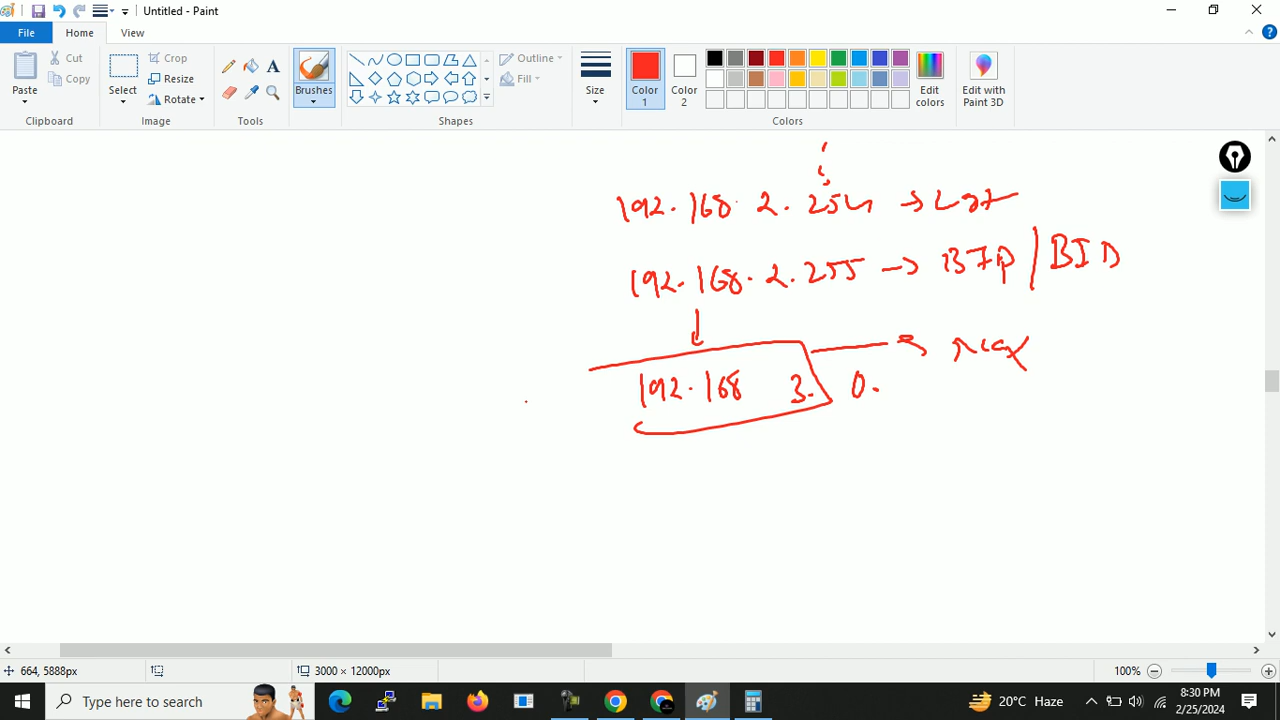 Untitled - Paint
File Home View
Paste Cut Copy Clipboard
Select Crop Resize Rotate Image
Tools
Brushes
Outline Fill Shapes
Size
Color 1 Color 2 Edit colors Edit with Paint 3D Colors
192.168.2.254 →
192.168.2.255 → / BID
192.168 3. 0.
664, 5888px 3000 × 12000px 100%
Type here to search 20°C Haze 8:30 PM
2/25/2024